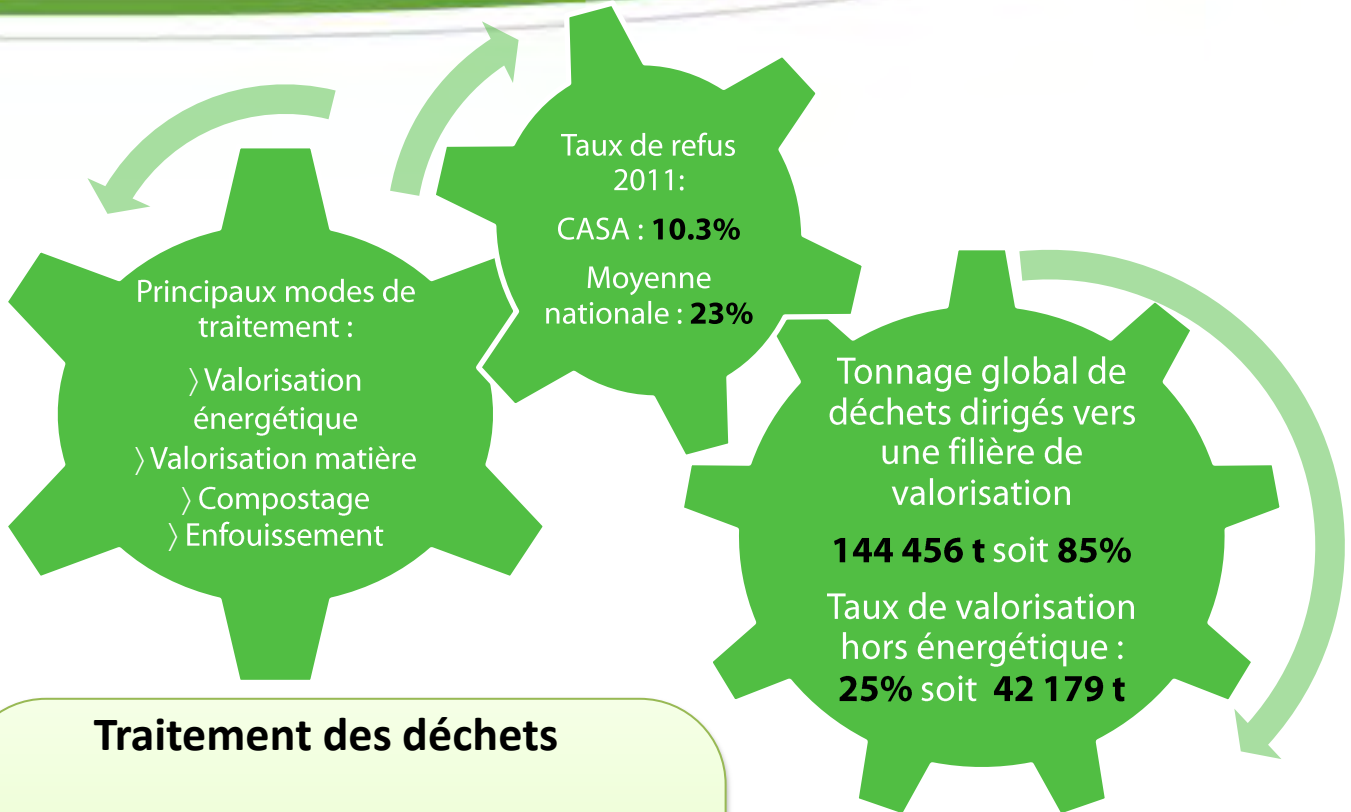 Taux de refus
2011:
CASA : 10.3%
Moyenne
nationale : 23%
Principaux modes de
traitement :
〉Valorisation
énergétique
〉Valorisation matière
〉Compostage
〉Enfouissement
Tonnage global de
déchets dirigés vers
une filière de
valorisation
144 456 t soit 85%
Taux de valorisation
hors énergétique :
25% soit 42 179 t
Traitement des déchets